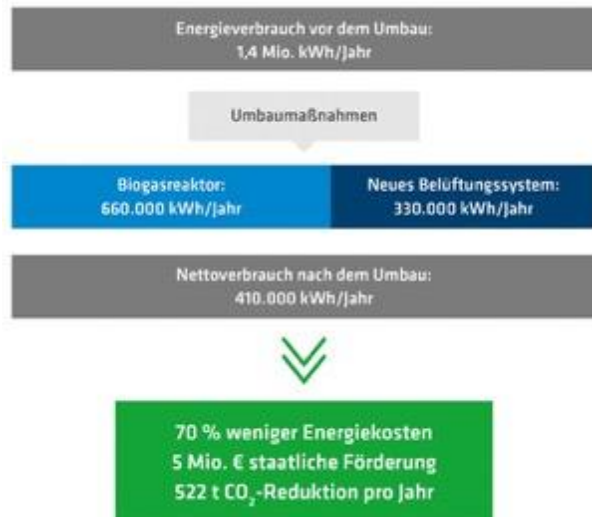 Energieverbrauch vor dem Umbau:
1,4 Mio. kWh/Jahr
Umbaumaßnahmen
Biogasreaktor:
660.000 kWh/Jahr
Neues Belüftungssystem:
330.000 kWh/Jahr
Nettoverbrauch nach dem Umbau:
410.000 kWh/Jahr
70 % weniger Energiekosten
5 Mio. € staatliche Förderung
522 t CO₂-Reduktion pro Jahr